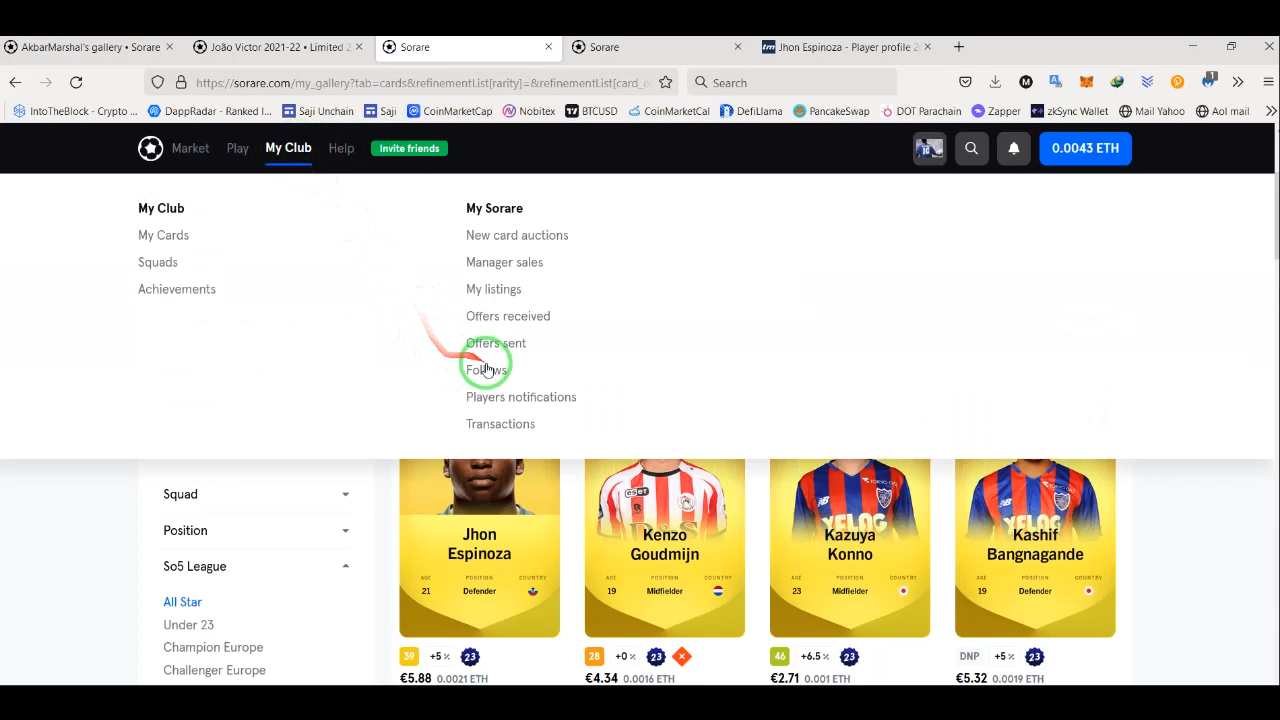 AkbarMarshal's gallery • Sorare
João Victor 2021-22 • Limited 2
Sorare
Sorare
Jhon Espinoza - Player profile 2
https://sorare.com/my_gallery?tab=cards&refinementList[rarity]=&refinementList[card_e
Search
IntoTheBlock - Crypto ...
DappRadar - Ranked l...
Saji Unchain
Saji
CoinMarketCap
Nobitex
BTCUSD
CoinMarketCal
DefiLlama
PancakeSwap
DOT Parachain
Zapper
zkSync Wallet
Mail Yahoo
Aol mail
Market
Play
My Club
Help
Invite friends
0.0043 ETH
My Club
My Cards
Squads
Achievements
My Sorare
New card auctions
Manager sales
My listings
Offers received
Offers sent
Follows
Players notifications
Transactions
Squad
Position
So5 League
All Star
Under 23
Champion Europe
Challenger Europe
Jhon
Espinoza
AGE POSITION COUNTRY
21 Defender
39 +5 % 23
€5.88 0.0021 ETH
Kenzo
Goudmijn
AGE POSITION COUNTRY
19 Midfielder
28 +0 % 23
€4.34 0.0016 ETH
XFLAG
Kazuya
Konno
AGE POSITION COUNTRY
23 Midfielder
46 +6.5 % 23
€2.71 0.001 ETH
XFLAG
Kashif
Bangnagande
AGE POSITION COUNTRY
19 Defender
DNP +5 % 23
€5.32 0.0019 ETH